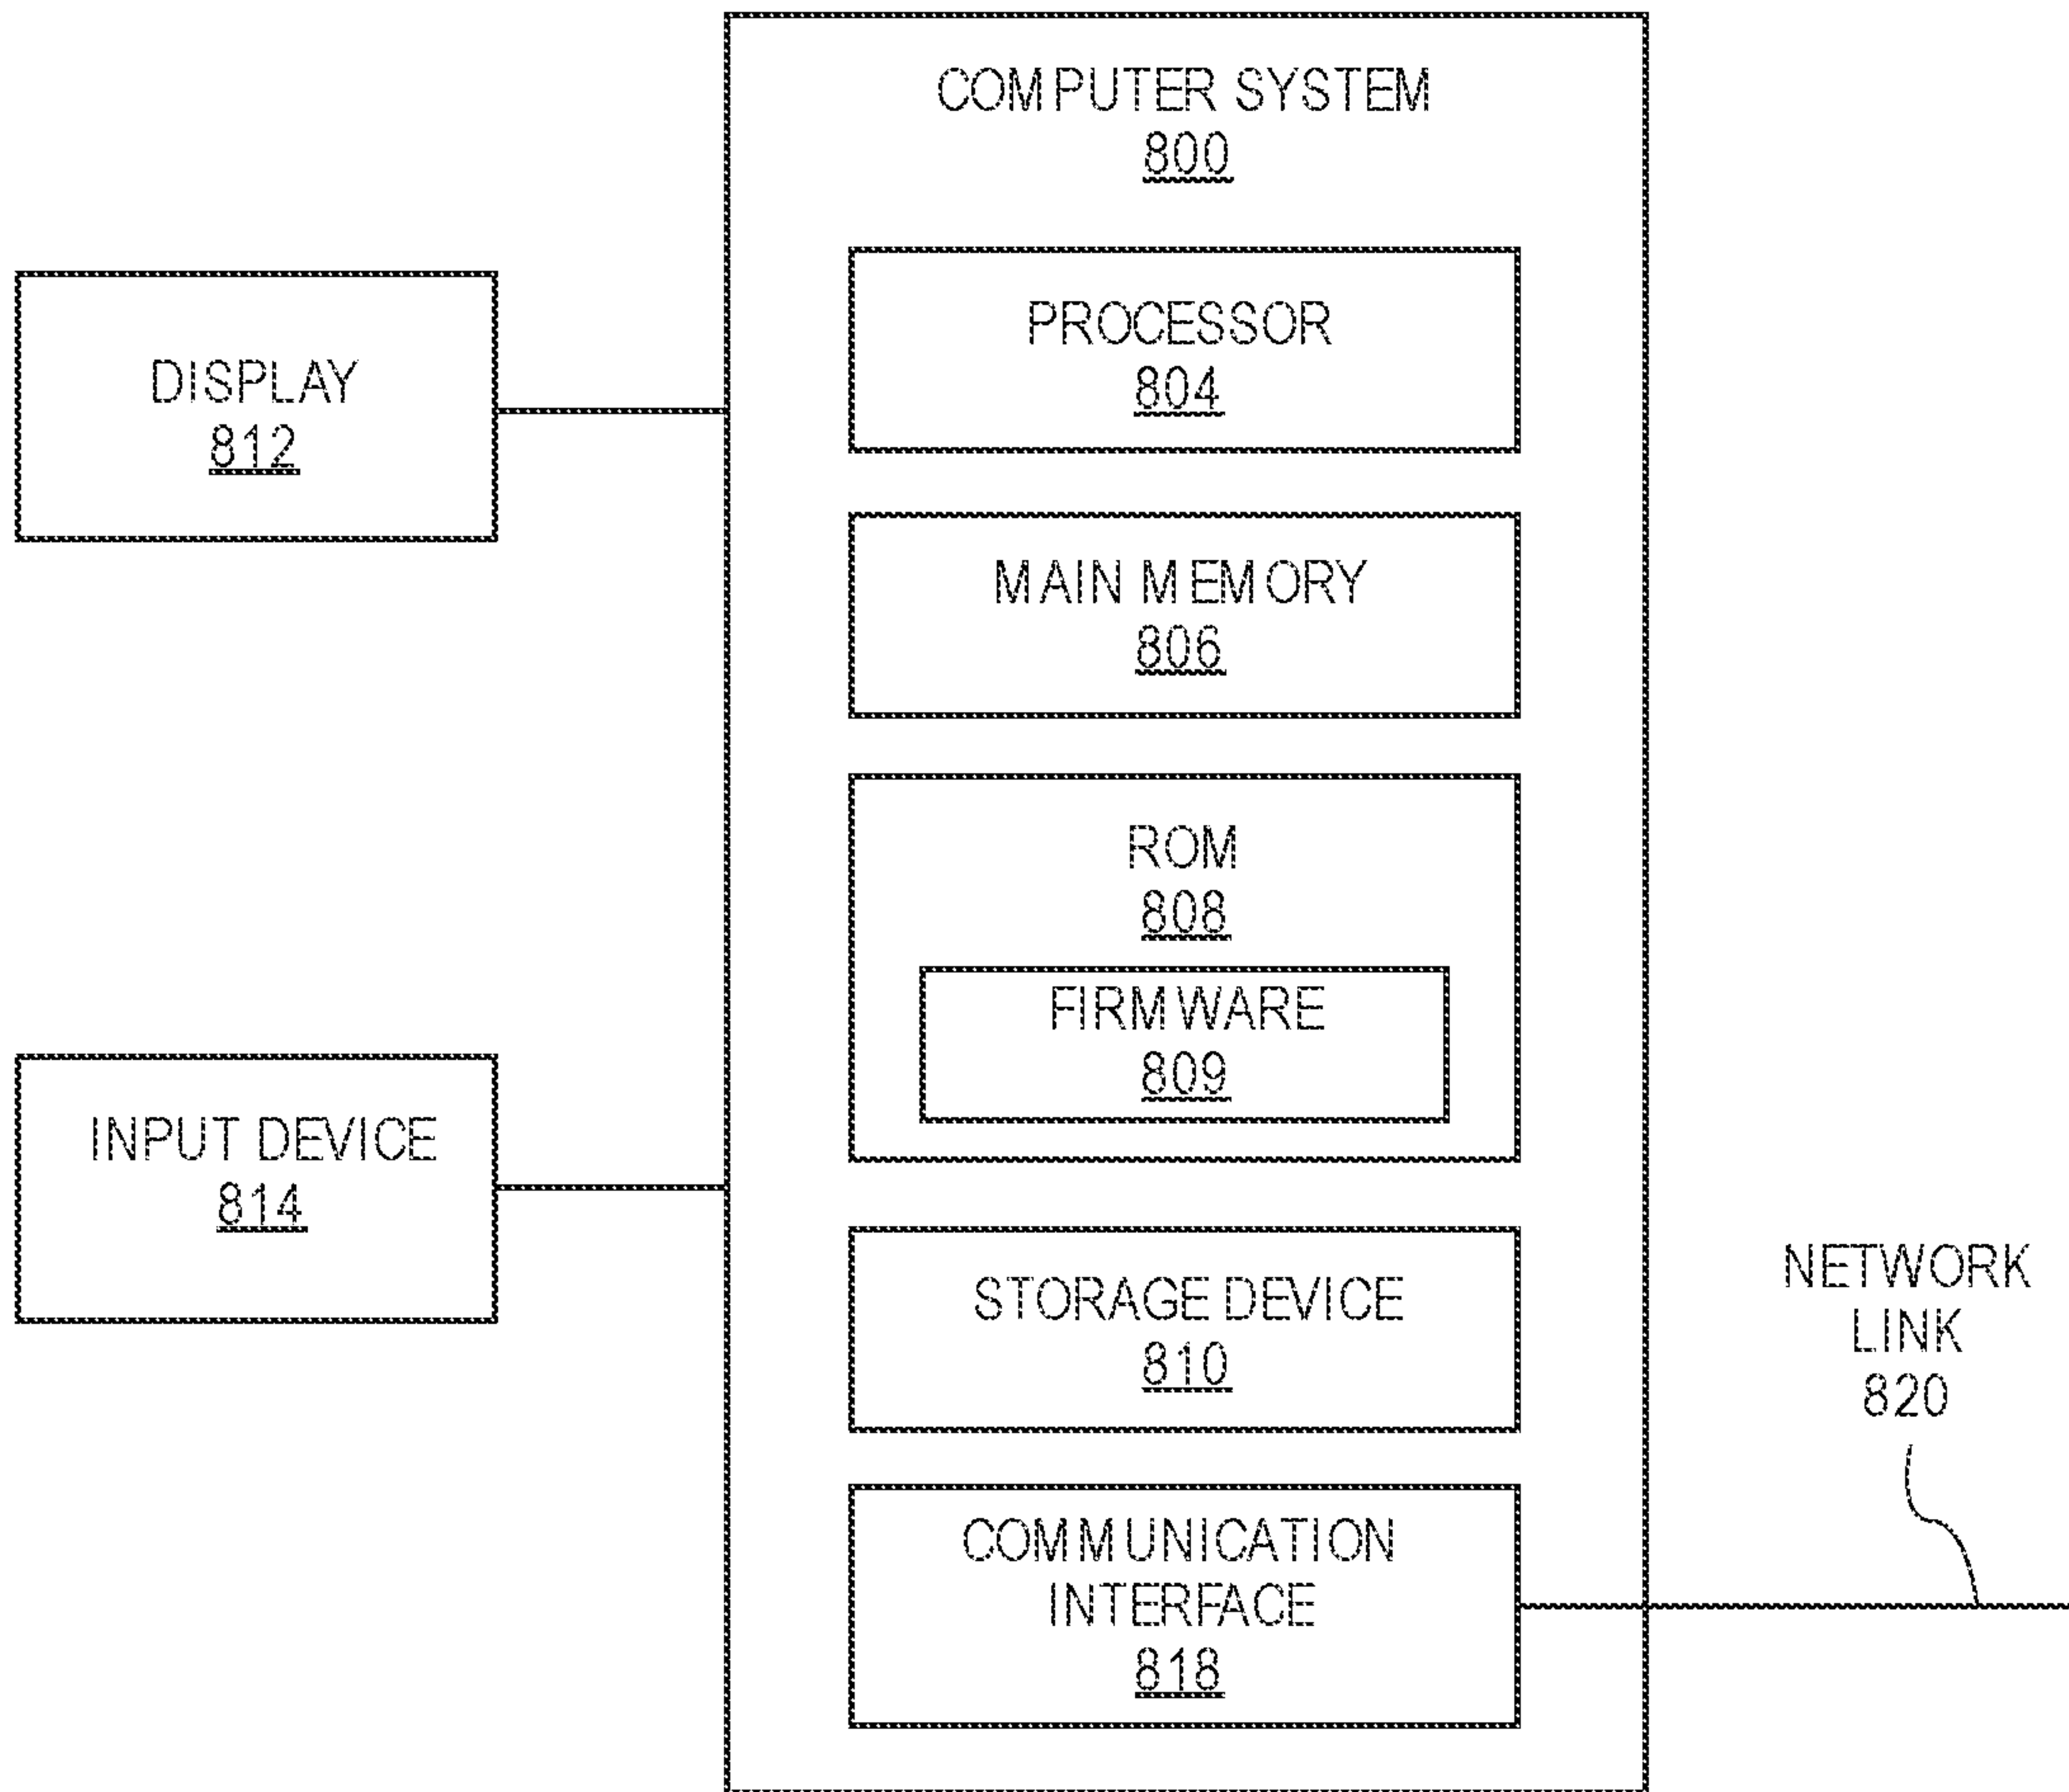 COMPUTER SYSTEM
800
PROCESSOR
804
DISPLAY
812
MAIN MEMORY
806
ROM
808
FIRMWARE
809
INPUT DEVICE
814
STORAGE DEVICE
810
NETWORK
LINK
820
COMMUNICATION
INTERFACE
818